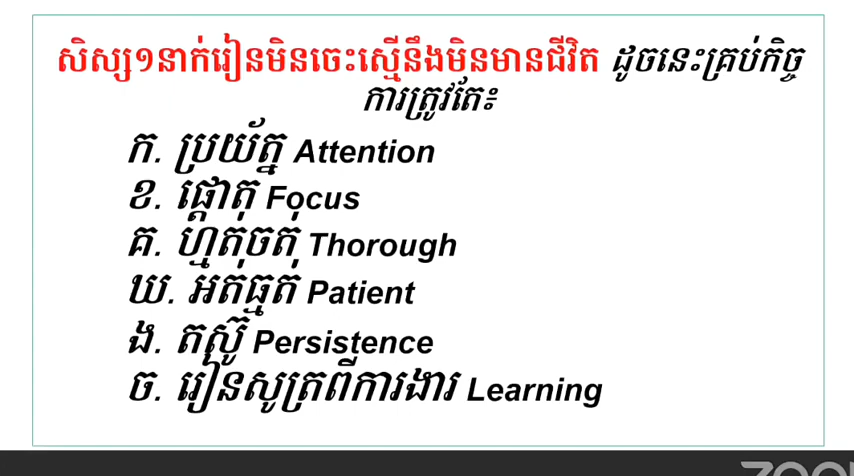 សិស្ស១នាក់រៀនមិនចេះស្មើនឹងមិនមានជីវិត ដូចនេះគ្រប់កិច្ច
ការត្រូវតែ៖
ក. ប្រយ័ត្ន Attention
ខ. ផ្តោត Focus
គ. ហ្មត់ចត់ Thorough
ឃ. អត់ធ្មត់ Patient
ង. តស៊ូ Persistence
ច. រៀនសូត្រពីការងារ Learning
zoom